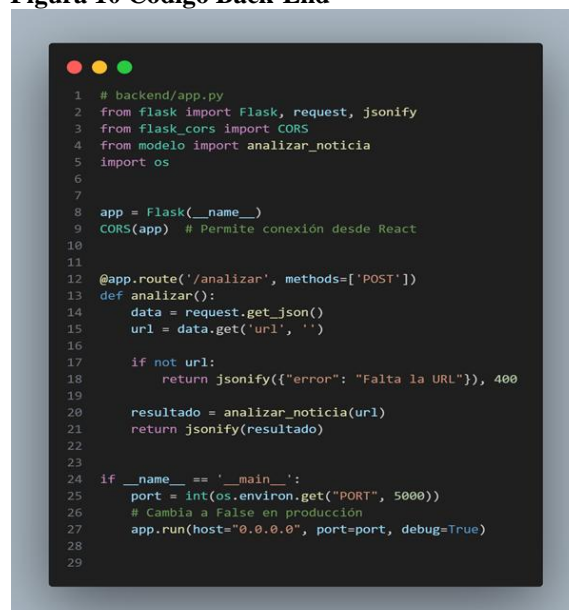 Figura 10 Código Back-End
1 # backend/app.py
2 from flask import Flask, request, jsonify
3 from flask_cors import CORS
4 from modelo import analizar_noticia
5 import os
6
7
8 app = Flask(__name__)
9 CORS(app)  # Permite conexión desde React
10
11
12 @app.route('/analizar', methods=['POST'])
13 def analizar():
14     data = request.get_json()
15     url = data.get('url', '')
16
17     if not url:
18         return jsonify({"error": "Falta la URL"}), 400
19
20     resultado = analizar_noticia(url)
21     return jsonify(resultado)
22
23
24 if __name__ == '__main__':
25     port = int(os.environ.get("PORT", 5000))
26     # Cambia a False en producción
27     app.run(host="0.0.0.0", port=port, debug=True)
28
29